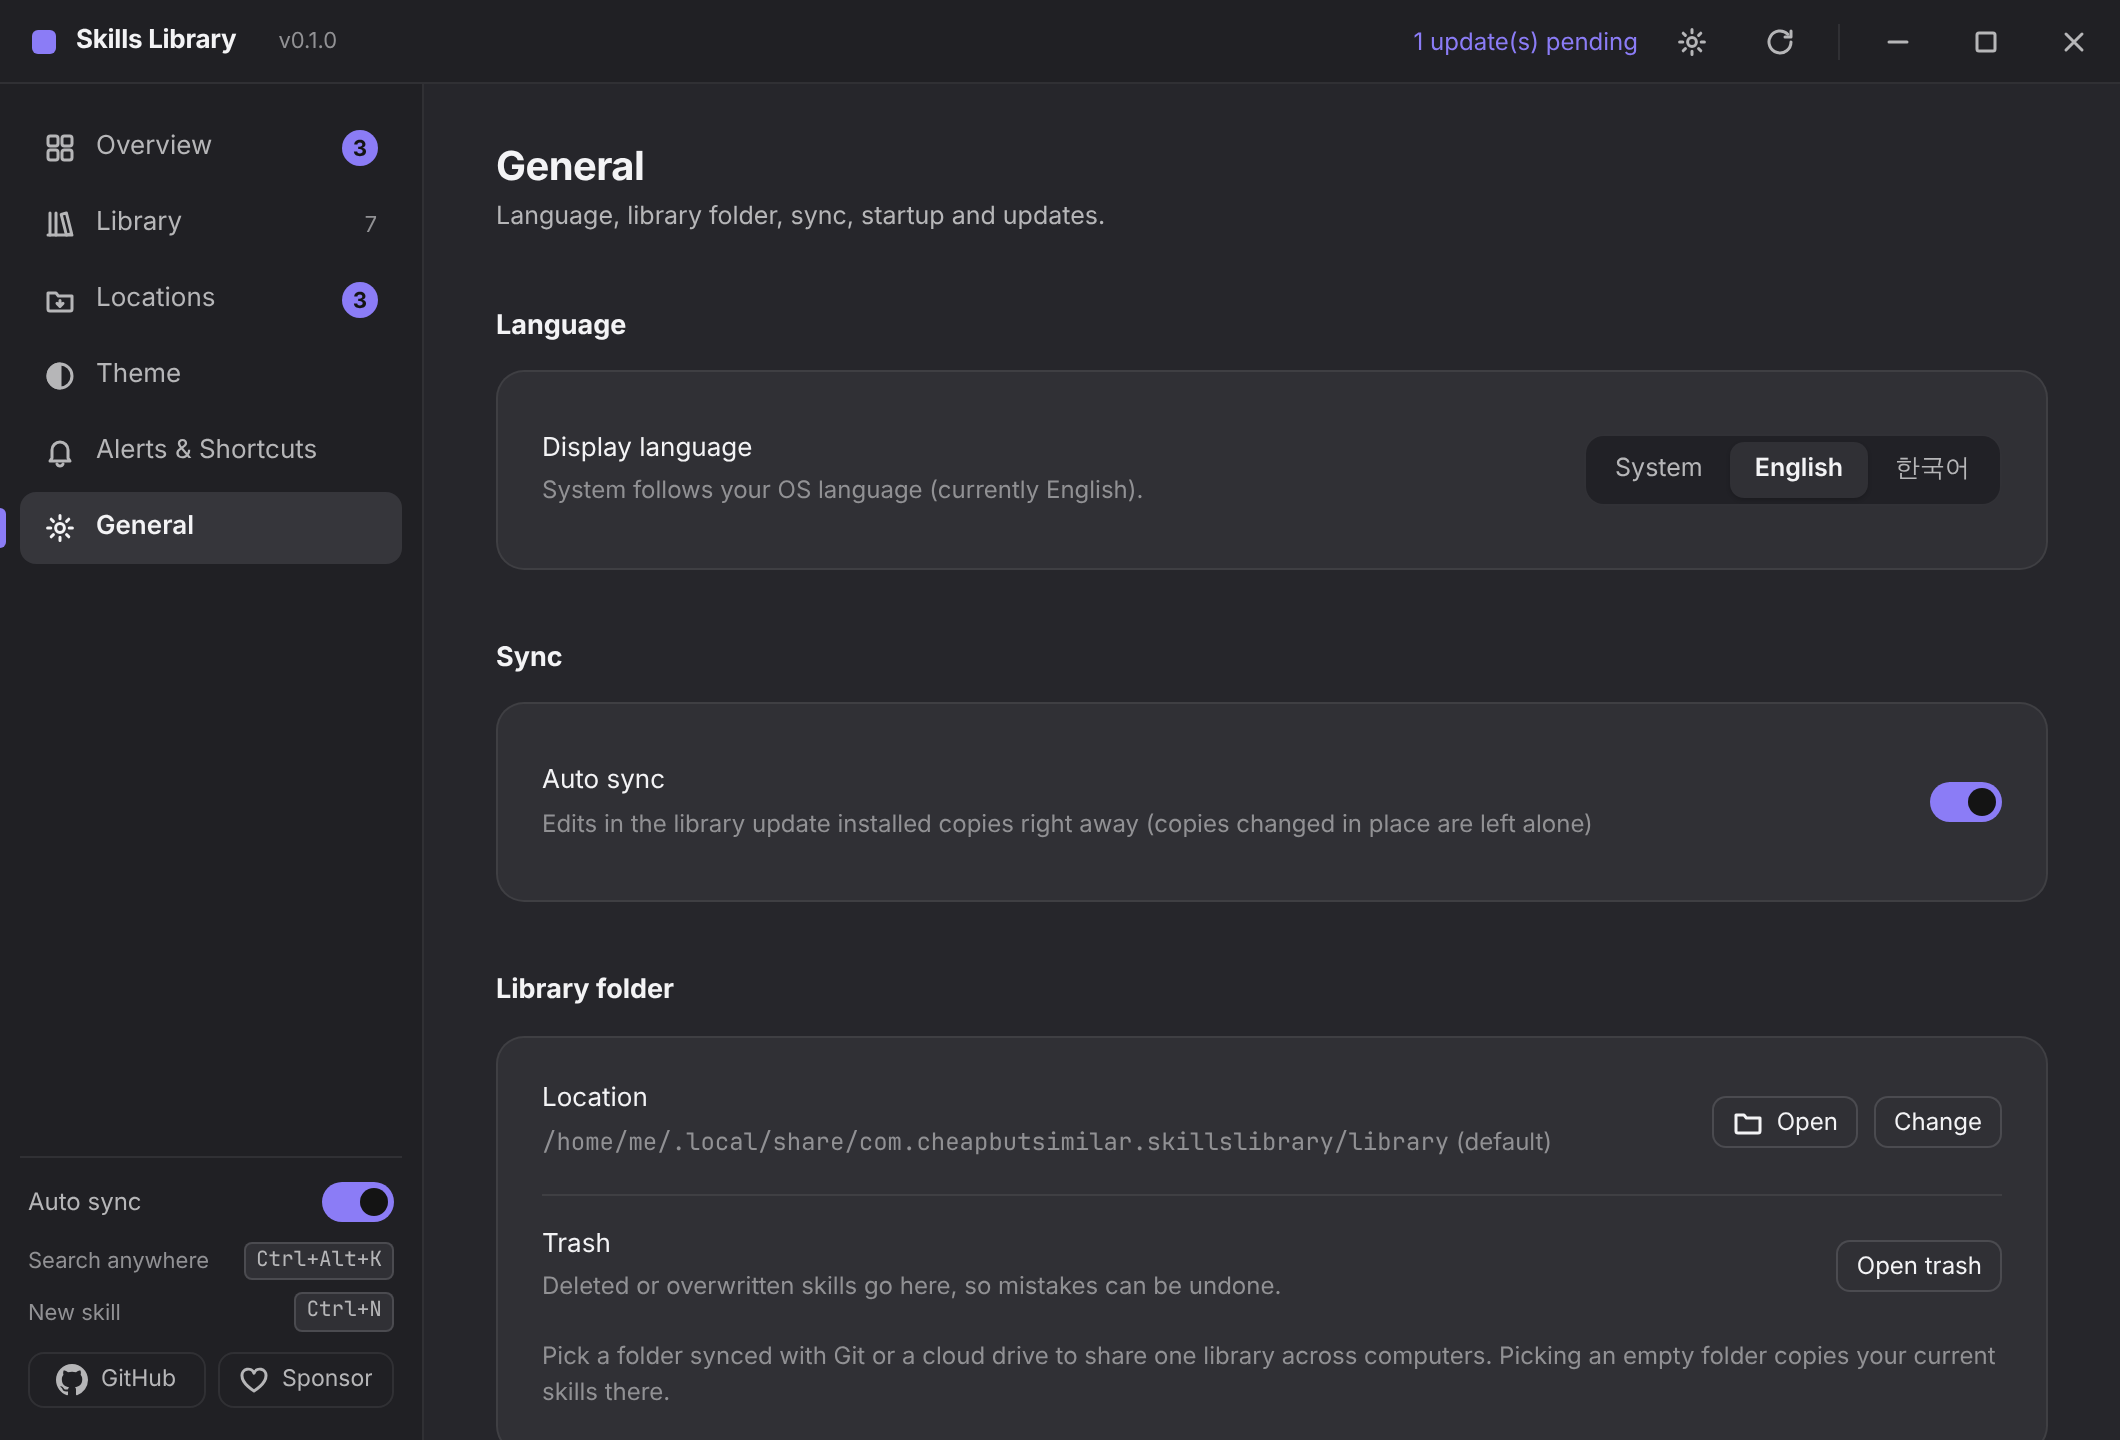 Skills Library v0.1.0
1 update(s) pending
Overview 3
Library 7
Locations 3
Theme
Alerts & Shortcuts
General
Auto sync
Search anywhere Ctrl+Alt+K
New skill Ctrl+N
GitHub Sponsor
General
Language, library folder, sync, startup and updates.
Language
Display language
System follows your OS language (currently English).
System English 한국어
Sync
Auto sync
Edits in the library update installed copies right away (copies changed in place are left alone)
Library folder
Location
/home/me/.local/share/com.cheapbutsimilar.skillslibrary/library (default)
Open Change
Trash
Deleted or overwritten skills go here, so mistakes can be undone.
Open trash
Pick a folder synced with Git or a cloud drive to share one library across computers. Picking an empty folder copies your current
skills there.